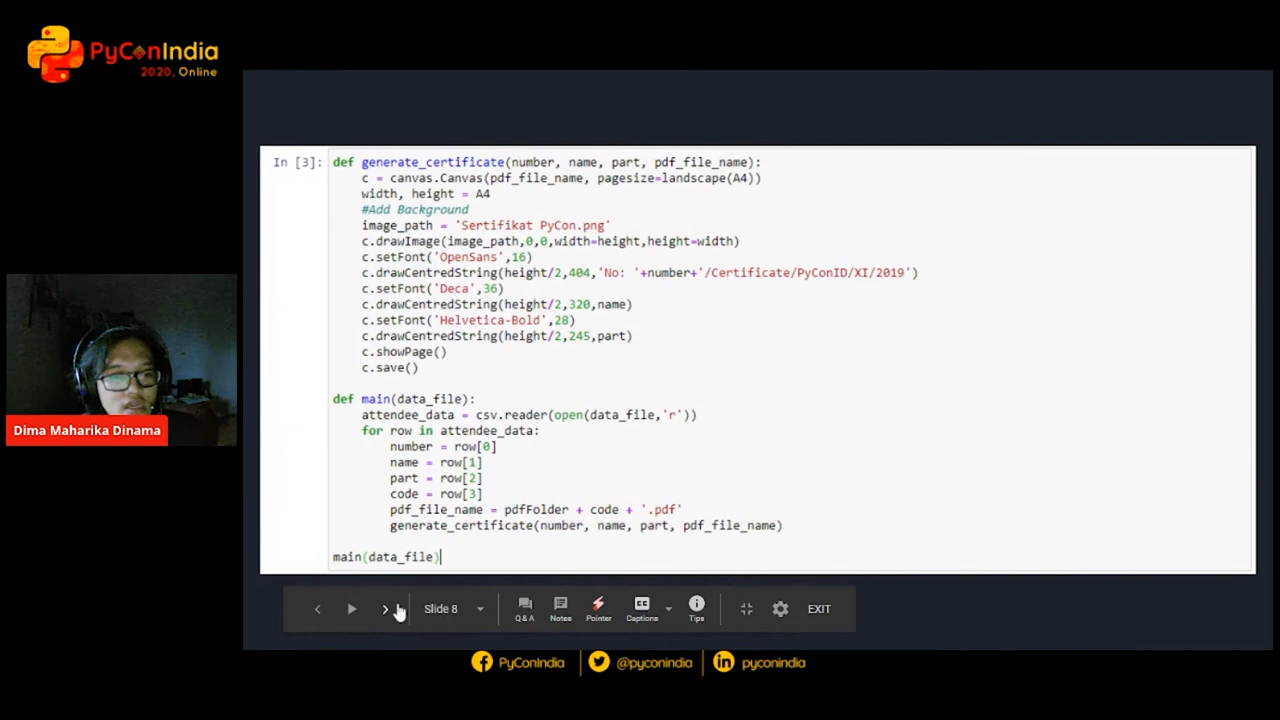 PyConIndia
2020, Online
In [3]: def generate_certificate(number, name, part, pdf_file_name):
c = canvas.Canvas(pdf_file_name, pagesize=landscape(A4))
width, height = A4
#Add Background
image_path = 'Sertifikat PyCon.png'
c.drawImage(image_path,0,0,width=height,height=width)
c.setFont('OpenSans',16)
c.drawCentredString(height/2,404,'No: '+number+'/Certificate/PyConID/XI/2019')
c.setFont('Deca',36)
c.drawCentredString(height/2,320,name)
c.setFont('Helvetica-Bold',28)
c.drawCentredString(height/2,245,part)
c.showPage()
c.save()
def main(data_file):
attendee_data = csv.reader(open(data_file,'r'))
for row in attendee_data:
number = row[0]
name = row[1]
part = row[2]
code = row[3]
pdf_file_name = pdfFolder + code + '.pdf'
generate_certificate(number, name, part, pdf_file_name)
main(data_file)
Dima Maharika Dinama
Slide 8
Q&A
Notes
Pointer
CC
Captions
Tips
EXIT
PyConIndia
@pyconindia
in pyconindia